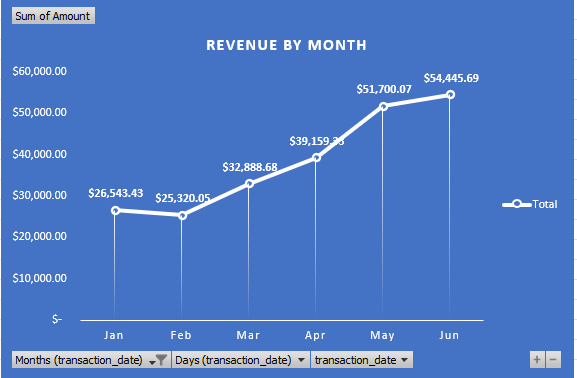 Sum of Amount
REVENUE BY MONTH
$60,000.00
$50,000.00
$40,000.00
$30,000.00
$20,000.00
$10,000.00
$-
$26,543.43
$25,320.05
$32,888.68
$39,159.33
$51,700.07
$54,445.69
Total
Jan Feb Mar Apr May Jun
Months (transaction_date) Days (transaction_date) transaction_date + -